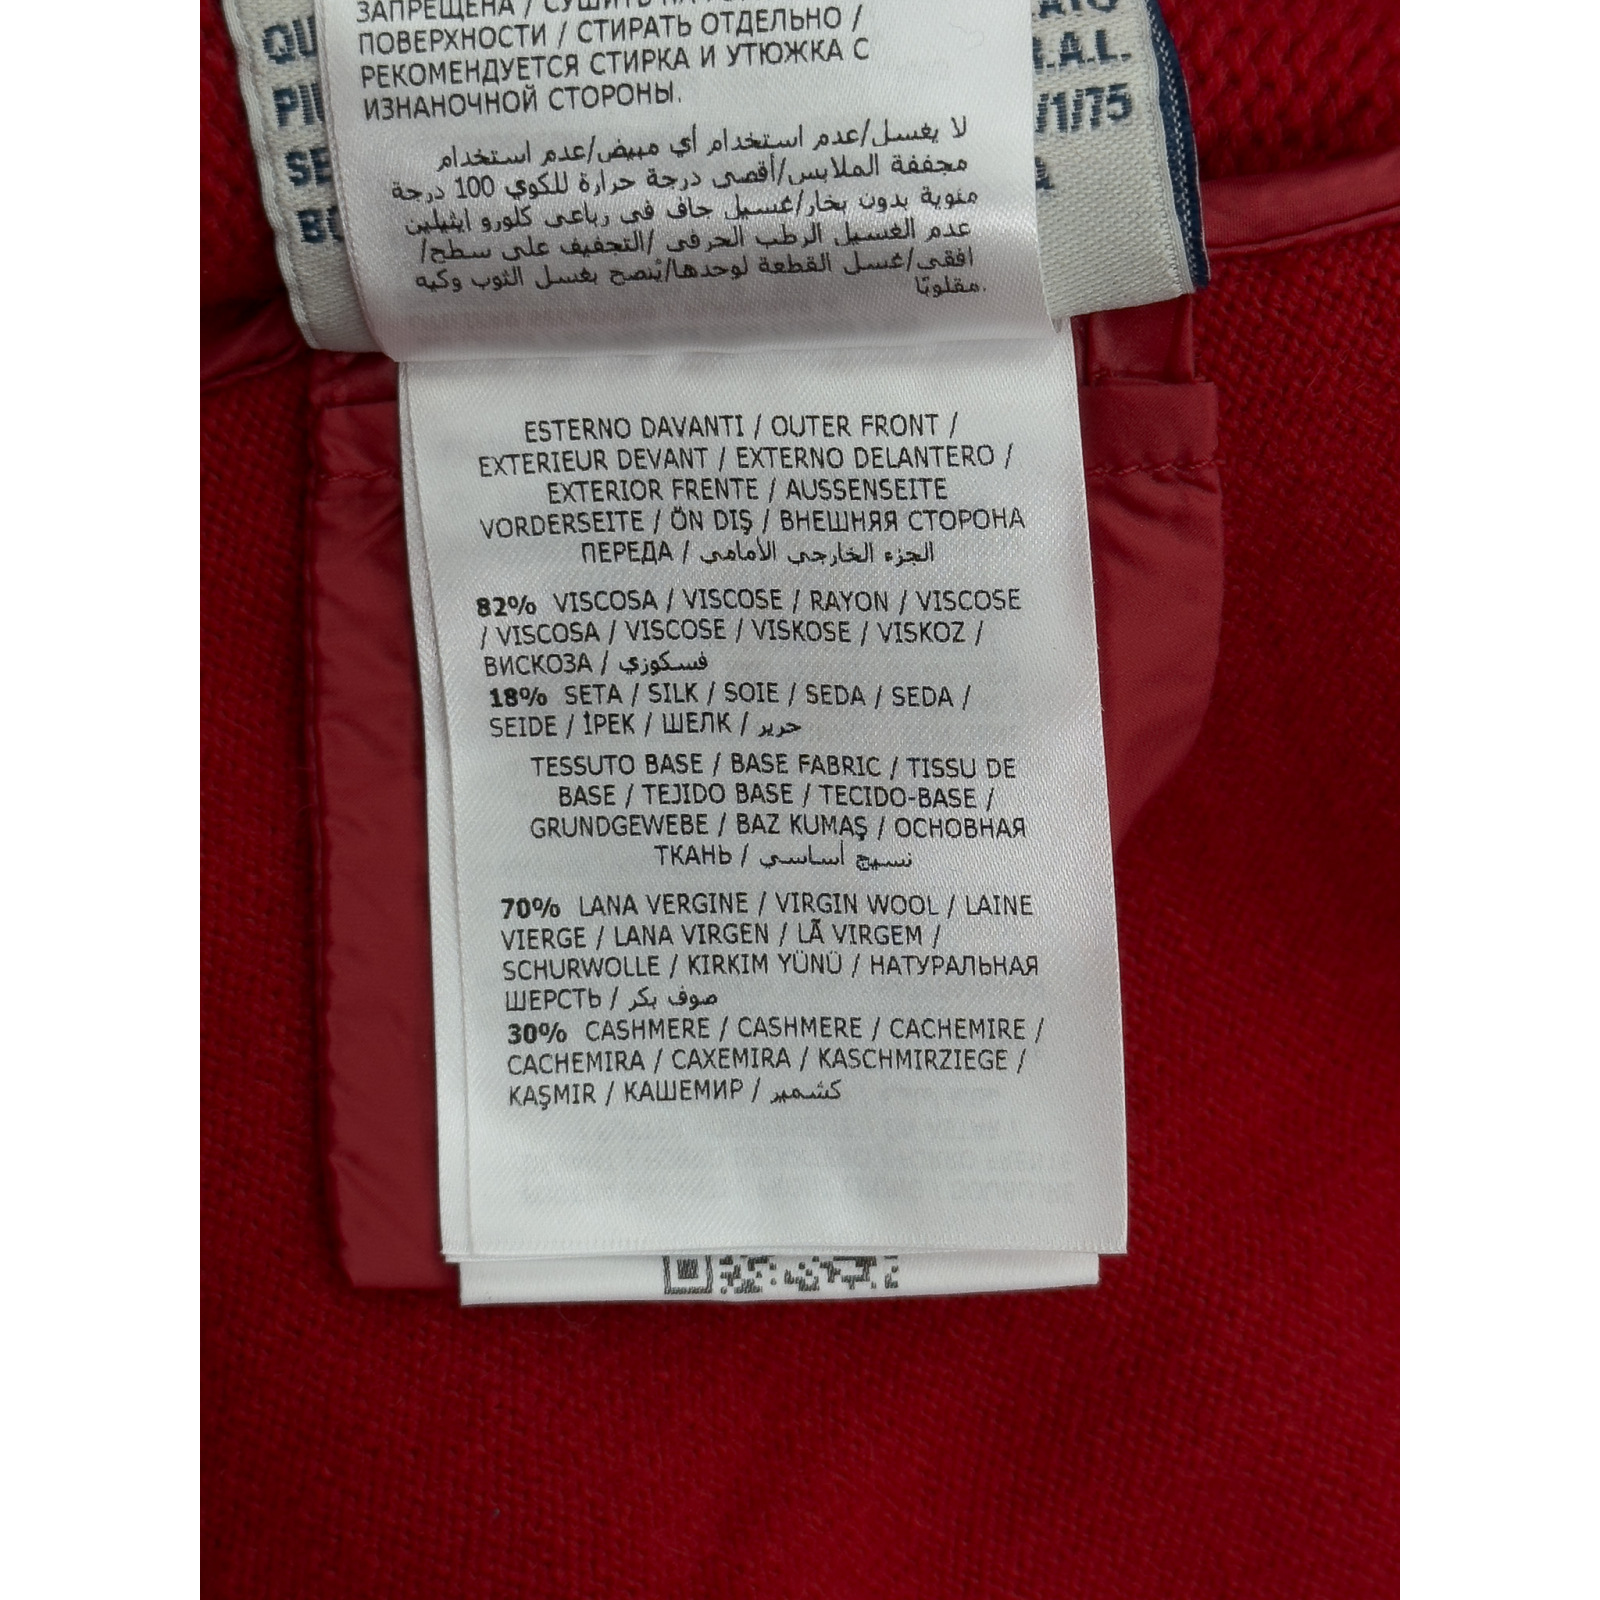 ПОВЕРХНОСТИ / СТИРАТЬ ОТДЕЛЬНО /
РЕКОМЕНДУЕТСЯ СТИРКА И УТЮЖКА С
ИЗНАНОЧНОЙ СТОРОНЫ.
لا يغسل/عدم استخدام أي مبيض/عدم استخدام
مجففة الملابس/أقصى درجة حرارة للكوي 100 درجة
مئوية بدون بخار/غسيل جاف في رباعي كلورو ايثيلين
عدم الغسيل الرطب الحرفي /التجفيف على سطح/
افقي/غسل القطعة لوحدها/يُنصح بغسل الثوب وكيه
مقلوبًا.
/1/75
ESTERNO DAVANTI / OUTER FRONT /
EXTERIEUR DEVANT / EXTERNO DELANTERO /
EXTERIOR FRENTE / AUSSENSEITE
VORDERSEITE / ÖN DIŞ / ВНЕШНЯЯ СТОРОНА
ПЕРЕДА / الجزء الخارجي الأمامي
82% VISCOSA / VISCOSE / RAYON / VISCOSE
/ VISCOSA / VISCOSE / VISKOSE / VISKOZ /
ВИСКОЗА / فسكوزي
18% SETA / SILK / SOIE / SEDA / SEDA /
SEIDE / İPEK / ШЕЛК / حرير
TESSUTO BASE / BASE FABRIC / TISSU DE
BASE / TEJIDO BASE / TECIDO-BASE /
GRUNDGEWEBE / BAZ KUMAŞ / ОСНОВНАЯ
ТКАНЬ / نسيج أساسي
70% LANA VERGINE / VIRGIN WOOL / LAINE
VIERGE / LANA VIRGEN / LÃ VIRGEM /
SCHURWOLLE / KIRKIM YÜNÜ / НАТУРАЛЬНАЯ
ШЕРСТЬ / صوف بكر
30% CASHMERE / CASHMERE / CACHEMIRE /
CACHEMIRA / CAXEMIRA / KASCHMIRZIEGE /
KAŞMIR / КАШЕМИР / كشمير